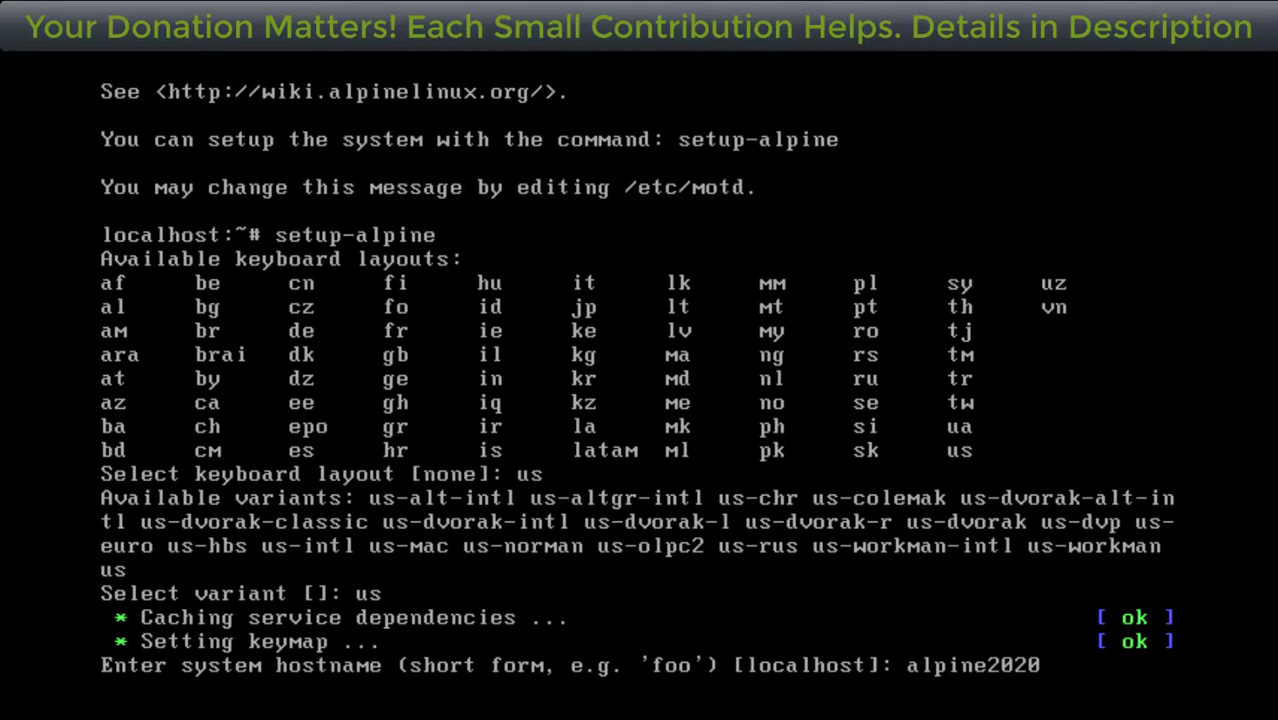 Your Donation Matters! Each Small Contribution Helps. Details in Description
See <http://wiki.alpinelinux.org/>.
You can setup the system with the command: setup-alpine
You may change this message by editing /etc/motd.
localhost:~# setup-alpine
Available keyboard layouts:
af be cn fi hu it lk mm pl sy uz
al bg cz fo id jp lt mt pt th vn
am br de fr ie ke lv my ro tj
ara brai dk gb il kg ma ng rs tm
at by dz ge in kr md nl ru tr
az ca ee gh iq kz me no se tw
ba ch epo gr ir la mk ph si ua
bd cm es hr is latam ml pk sk us
Select keyboard layout [none]: us
Available variants: us-alt-intl us-altgr-intl us-chr us-colemak us-dvorak-alt-in
tl us-dvorak-classic us-dvorak-intl us-dvorak-l us-dvorak-r us-dvorak us-dvp us-
euro us-hbs us-intl us-mac us-norman us-olpc2 us-rus us-workman-intl us-workman
us
Select variant []: us
* Caching service dependencies ... [ ok ]
* Setting keymap ... [ ok ]
Enter system hostname (short form, e.g. 'foo') [localhost]: alpine2020